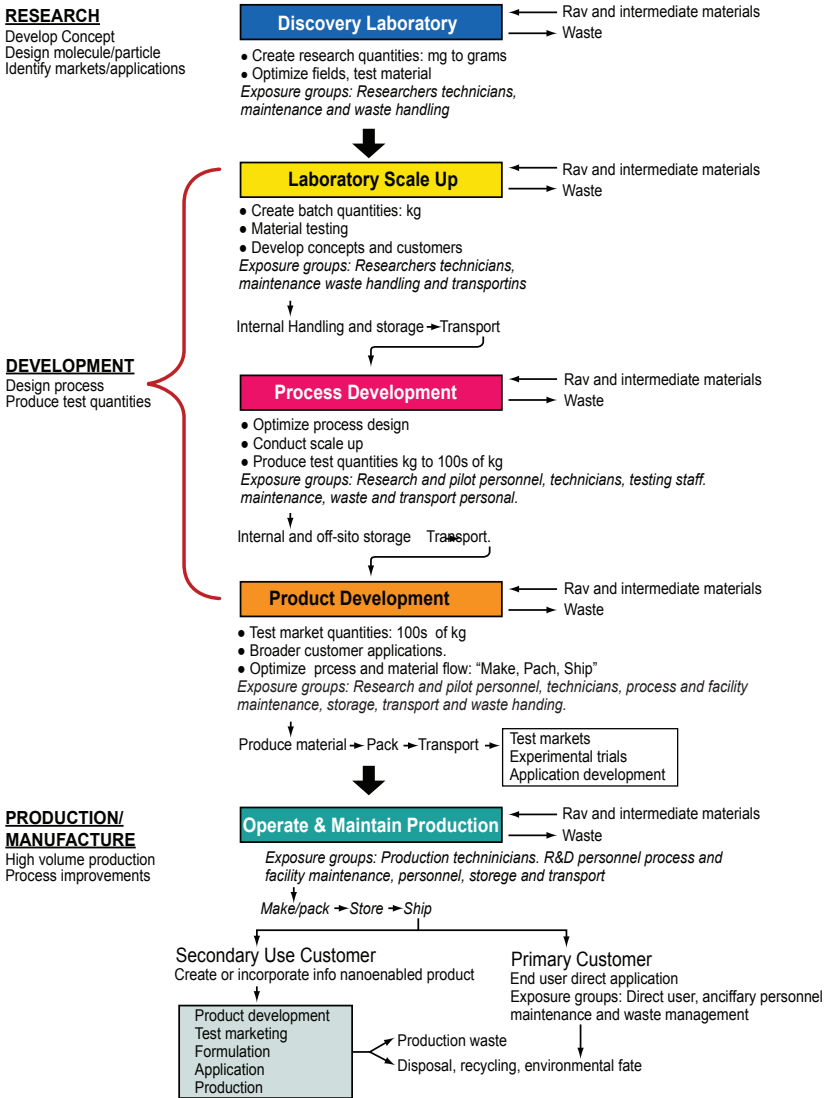 RESEARCH
Develop Concept
Design molecule/particle
Identify markets/applications
Discovery Laboratory
Rav and intermediate materials
Waste
● Create research quantities: mg to grams
● Optimize fields, test material
Exposure groups: Researchers technicians,
maintenance and waste handling
Laboratory Scale Up
Rav and intermediate materials
Waste
● Create batch quantities: kg
● Material testing
● Develop concepts and customers
Exposure groups: Researchers technicians,
maintenance waste handling and transportins
Internal Handling and storage Transport
DEVELOPMENT
Design process
Produce test quantities
Process Development
Rav and intermediate materials
Waste
● Optimize process design
● Conduct scale up
● Produce test quantities kg to 100s of kg
Exposure groups: Research and pilot personnel, technicians, testing staff.
maintenance, waste and transport personal.
Internal and off-sito storage Transport.
Product Development
Rav and intermediate materials
Waste
● Test market quantities: 100s of kg
● Broader customer applications.
● Optimize prcess and material flow: “Make, Pach, Ship”
Exposure groups: Research and pilot personnel, technicians, process and facility
maintenance, storage, transport and waste handing.
Produce material Pack Transport
Test markets
Experimental trials
Application development
PRODUCTION/
MANUFACTURE
High volume production
Process improvements
Operate & Maintain Production
Rav and intermediate materials
Waste
Exposure groups: Production techninicians. R&D personnel process and
facility maintenance, personnel, storege and transport
Make/pack Store Ship
Secondary Use Customer
Create or incorporate info nanoenabled product
Primary Customer
End user direct application
Exposure groups: Direct user, anciffary personnel
maintenance and waste management
Product development
Test marketing
Formulation
Application
Production
Production waste
Disposal, recycling, environmental fate